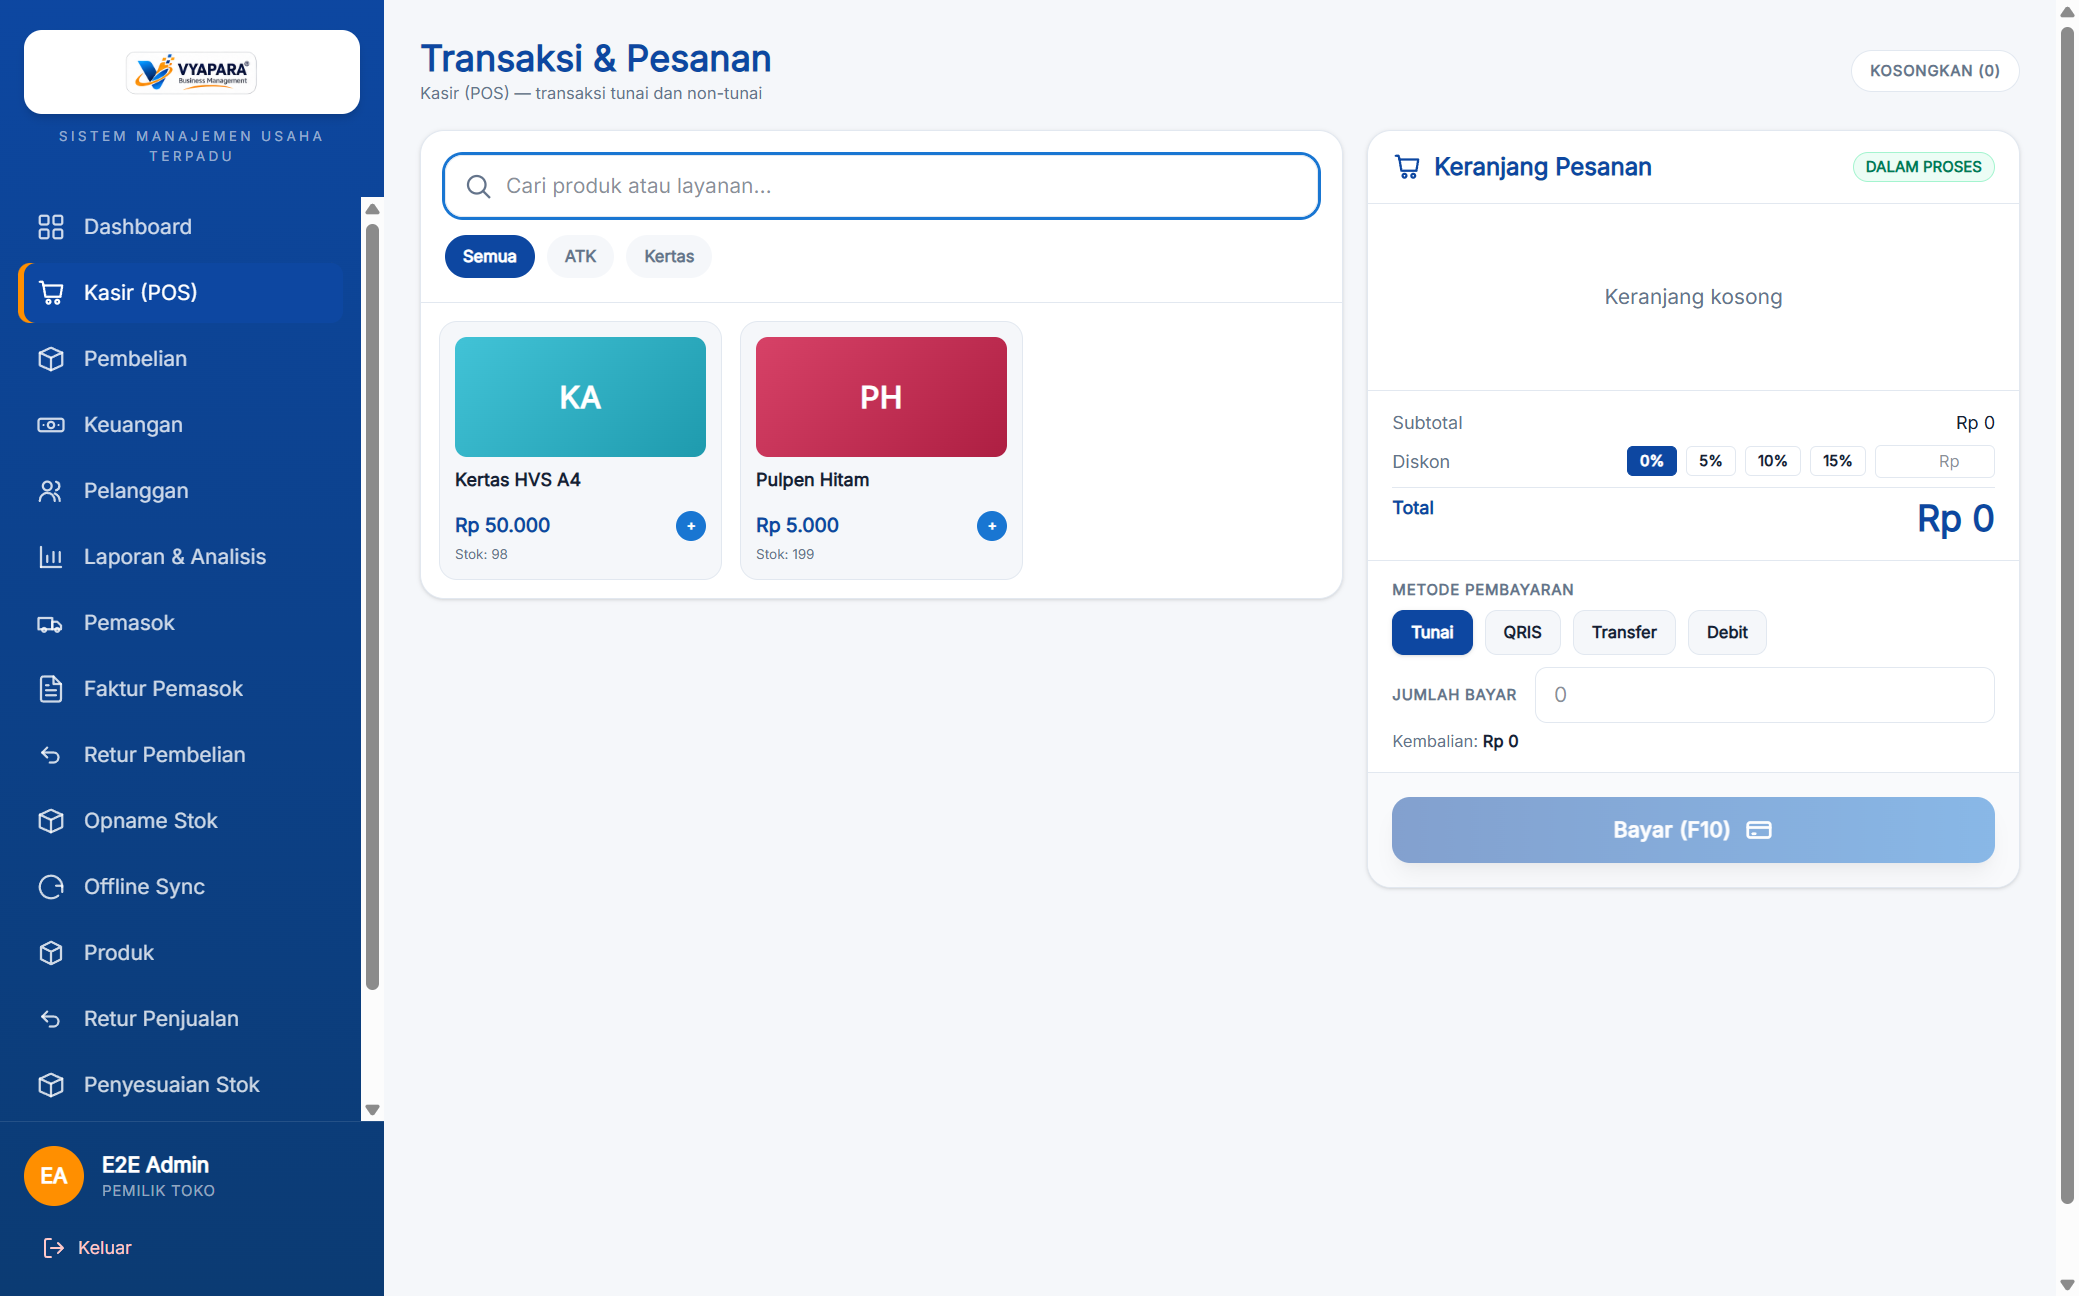 VYAPARA®
Business Management
SISTEM MANAJEMEN USAHA
TERPADU
Dashboard
Kasir (POS)
Pembelian
Keuangan
Pelanggan
Laporan & Analisis
Pemasok
Faktur Pemasok
Retur Pembelian
Opname Stok
Offline Sync
Produk
Retur Penjualan
Penyesuaian Stok
EA
E2E Admin
PEMILIK TOKO
Keluar
Transaksi & Pesanan
Kasir (POS) — transaksi tunai dan non-tunai
KOSONGKAN (0)
Cari produk atau layanan...
Semua
ATK
Kertas
KA
Kertas HVS A4
Rp 50.000
+
Stok: 98
PH
Pulpen Hitam
Rp 5.000
+
Stok: 199
Keranjang Pesanan
DALAM PROSES
Keranjang kosong
Subtotal
Rp 0
Diskon
0%
5%
10%
15%
Rp
Total
Rp 0
METODE PEMBAYARAN
Tunai
QRIS
Transfer
Debit
JUMLAH BAYAR
0
Kembalian: Rp 0
Bayar (F10)